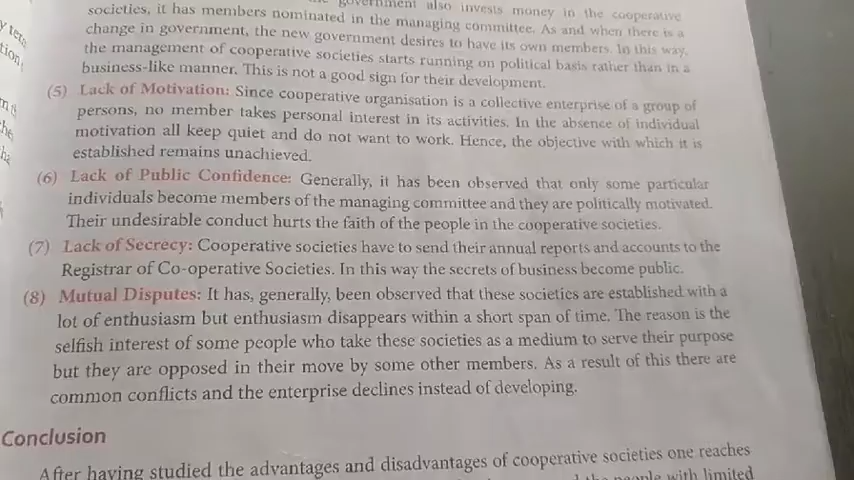 government also invests money in the cooperative
societies, it has members nominated in the managing committee. As and when there is a
change in government, the new government desires to have its own members. In this way,
the management of cooperative societies starts running on political basis rather than in a
business-like manner. This is not a good sign for their development.
(5) Lack of Motivation: Since cooperative organisation is a collective enterprise of a group of
persons, no member takes personal interest in its activities. In the absence of individual
motivation all keep quiet and do not want to work. Hence, the objective with which it is
established remains unachieved.
(6) Lack of Public Confidence: Generally, it has been observed that only some particular
individuals become members of the managing committee and they are politically motivated.
Their undesirable conduct hurts the faith of the people in the cooperative societies.
(7) Lack of Secrecy: Cooperative societies have to send their annual reports and accounts to the
Registrar of Co-operative Societies. In this way the secrets of business become public.
(8) Mutual Disputes: It has, generally, been observed that these societies are established with a
lot of enthusiasm but enthusiasm disappears within a short span of time. The reason is the
selfish interest of some people who take these societies as a medium to serve their purpose
but they are opposed in their move by some other members. As a result of this there are
common conflicts and the enterprise declines instead of developing.
Conclusion
After having studied the advantages and disadvantages of cooperative societies one reaches
the people with limited